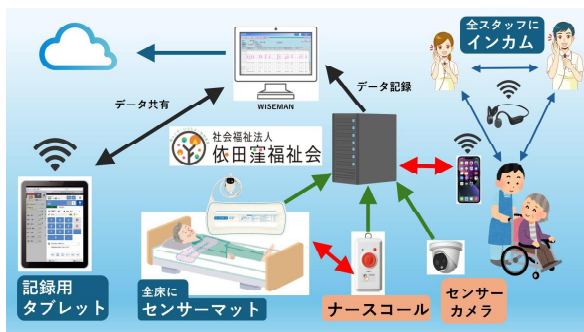 全スタッフに
インカム
データ共有
WISEMAN
データ記録
社会福祉法人
依田窪福祉会
記録用
タブレット
全床に
センサーマット
ナースコール
センサー
カメラ